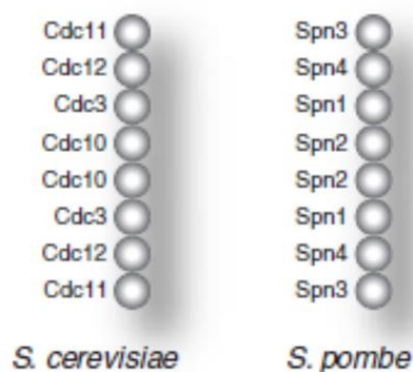 Cdc11
Cdc12
Cdc3
Cdc10
Cdc10
Cdc3
Cdc12
Cdc11
S. cerevisiae
Spn3
Spn4
Spn1
Spn2
Spn2
Spn1
Spn4
Spn3
S. pombe